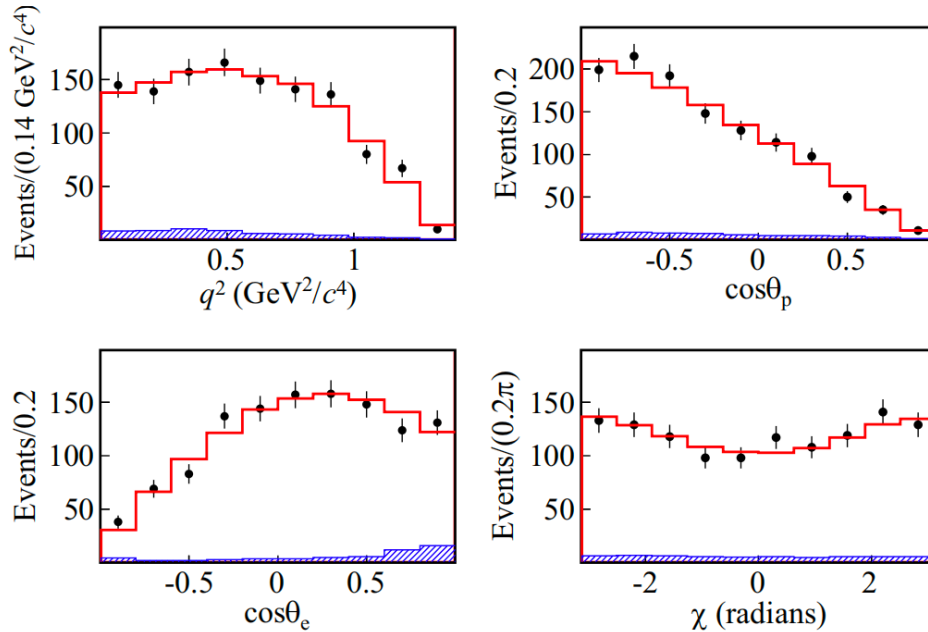 Events/(0.14 GeV²/c⁴)
150
100
50
0.5 1
q² (GeV²/c⁴)
Events/0.2
200
150
100
50
-0.5 0 0.5
cosθp
Events/0.2
150
100
50
-0.5 0 0.5
cosθe
Events/(0.2π)
150
100
50
-2 0 2
χ (radians)